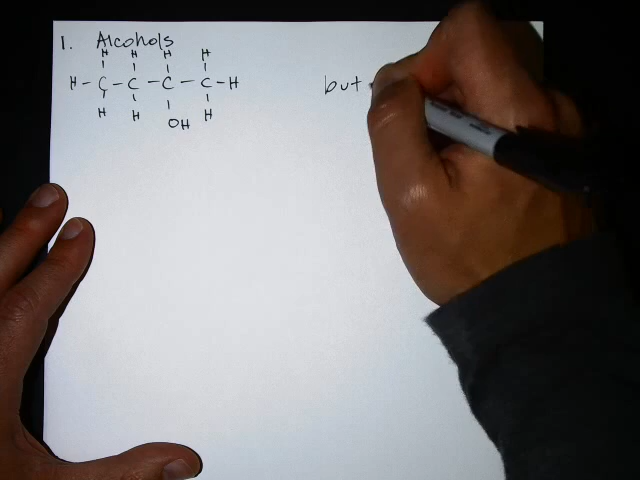 1. Alcohols
H H H H
H - C - C - C - C - H
H H OH H
but